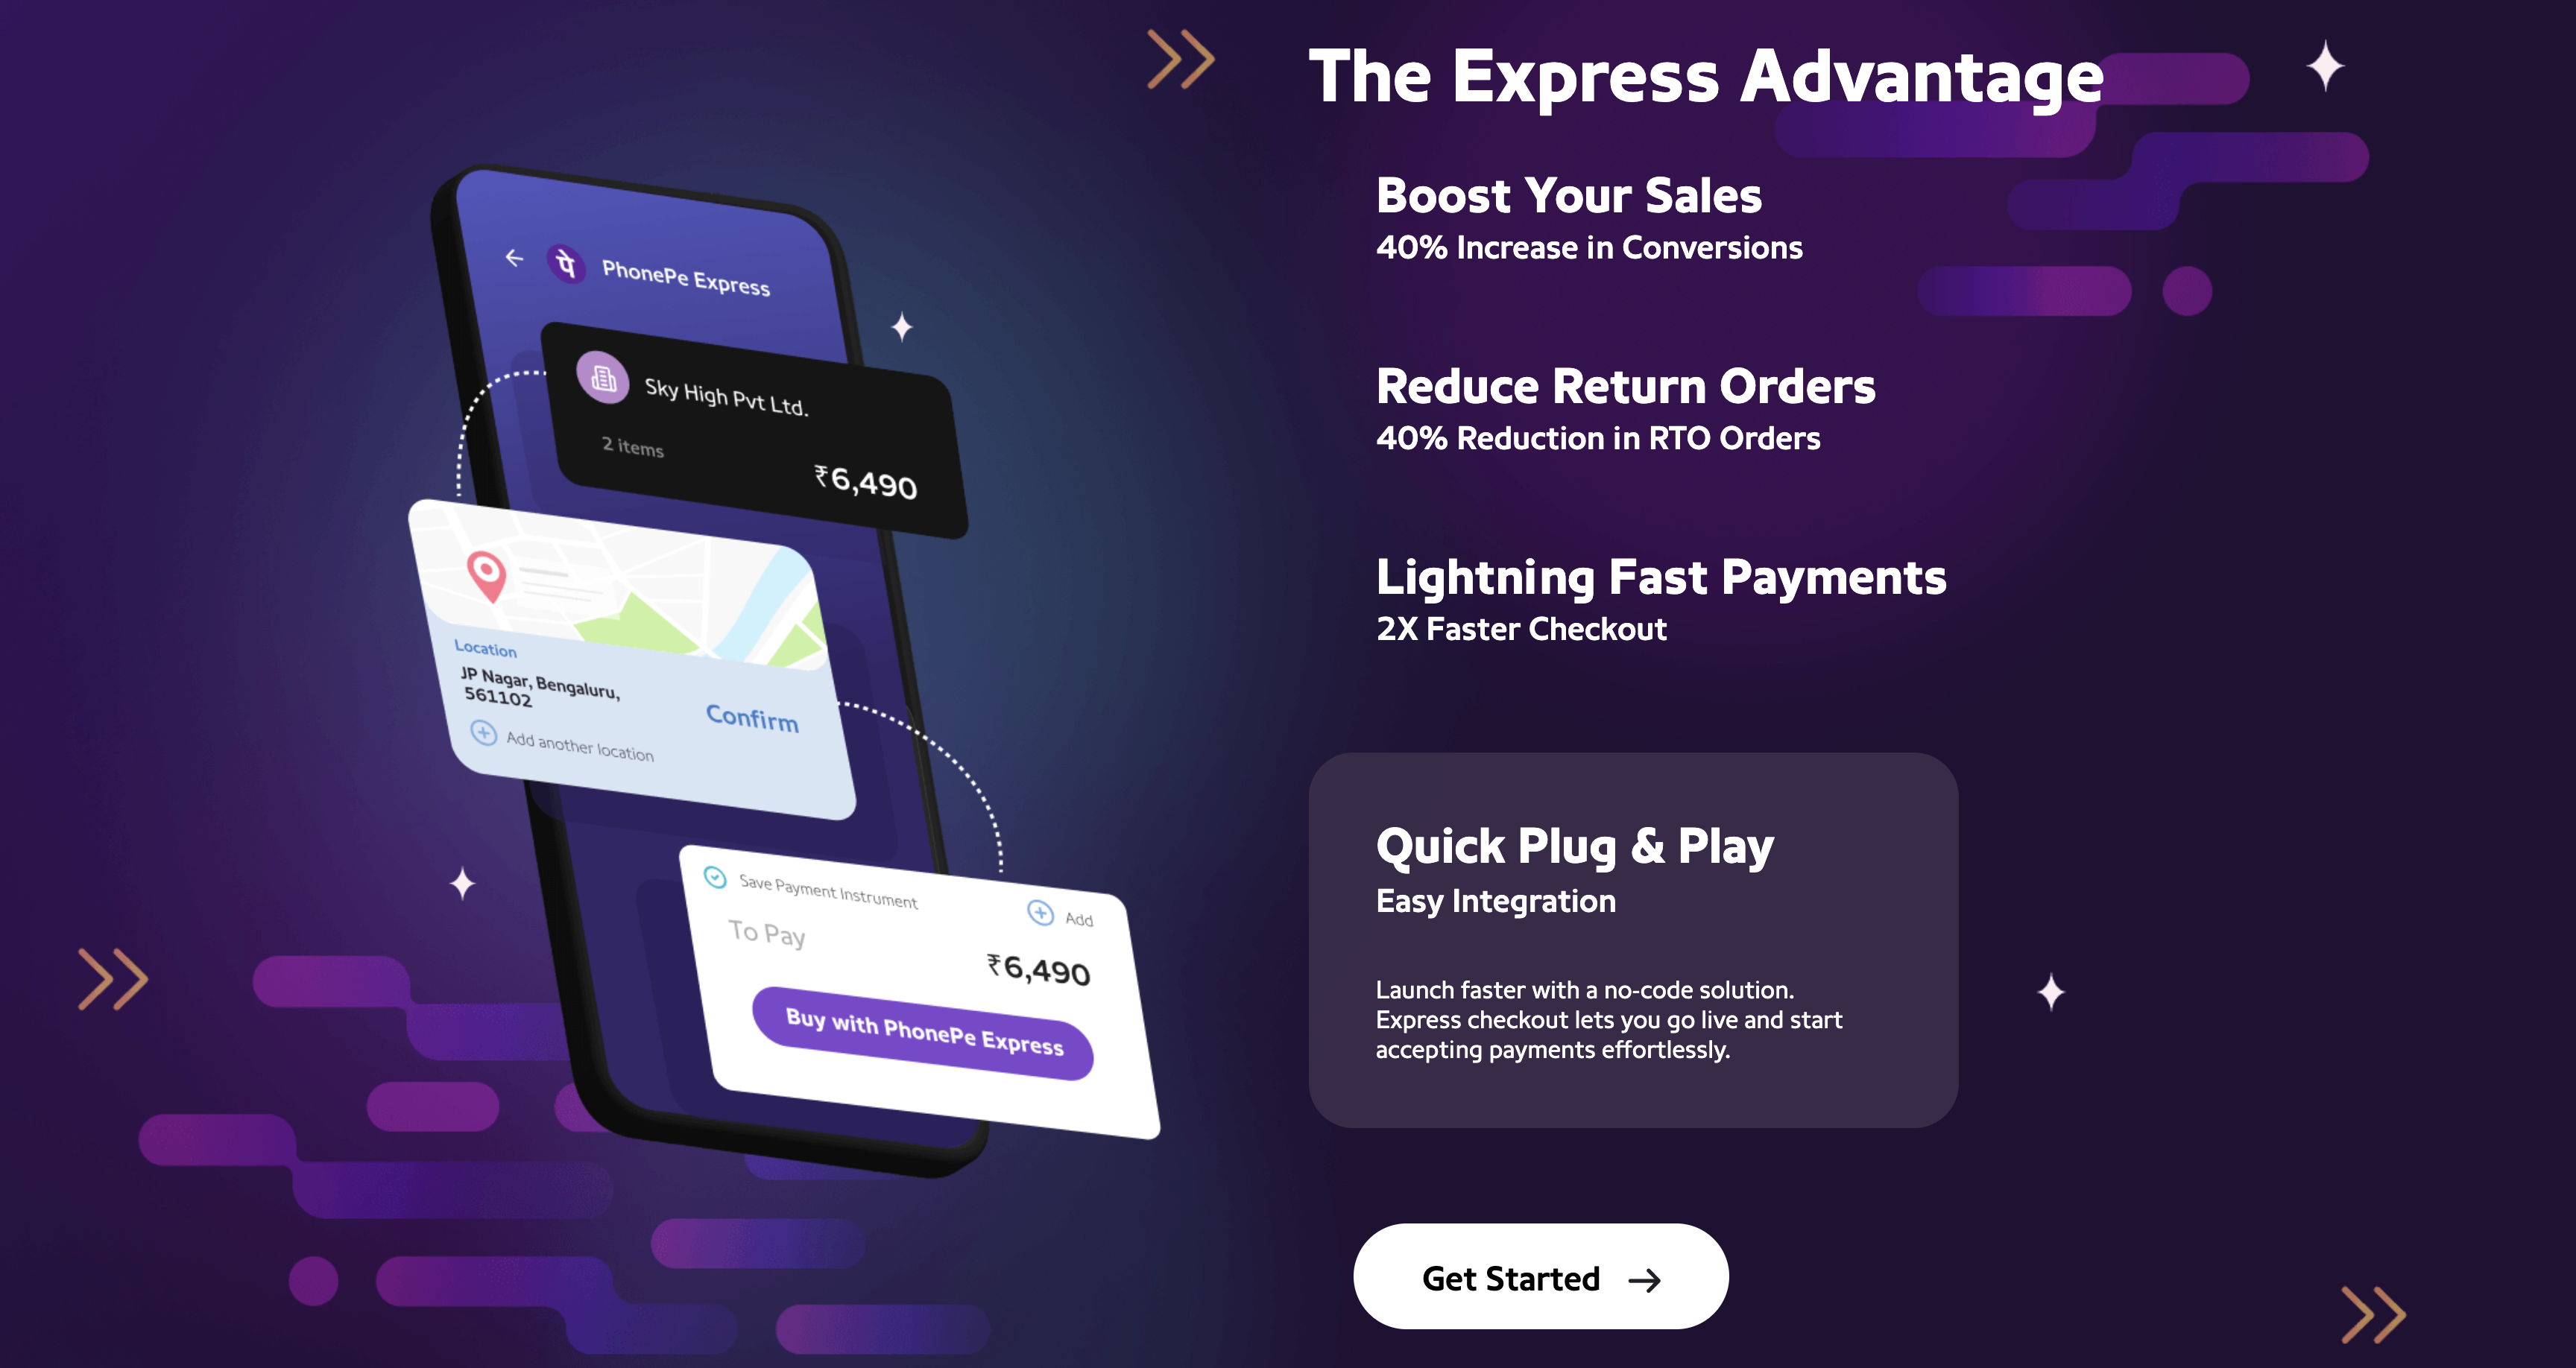 The Express Advantage
Boost Your Sales
40% Increase in Conversions
Reduce Return Orders
40% Reduction in RTO Orders
Lightning Fast Payments
2X Faster Checkout
Quick Plug & Play
Easy Integration
Launch faster with a no-code solution.
Express checkout lets you go live and start
accepting payments effortlessly.
Get Started
पे PhonePe Express
Sky High Pvt Ltd.
2 items
₹6,490
Location
JP Nagar, Bengaluru,
561102
Confirm
Add another location
Save Payment Instrument
Add
To Pay
₹6,490
Buy with PhonePe Express